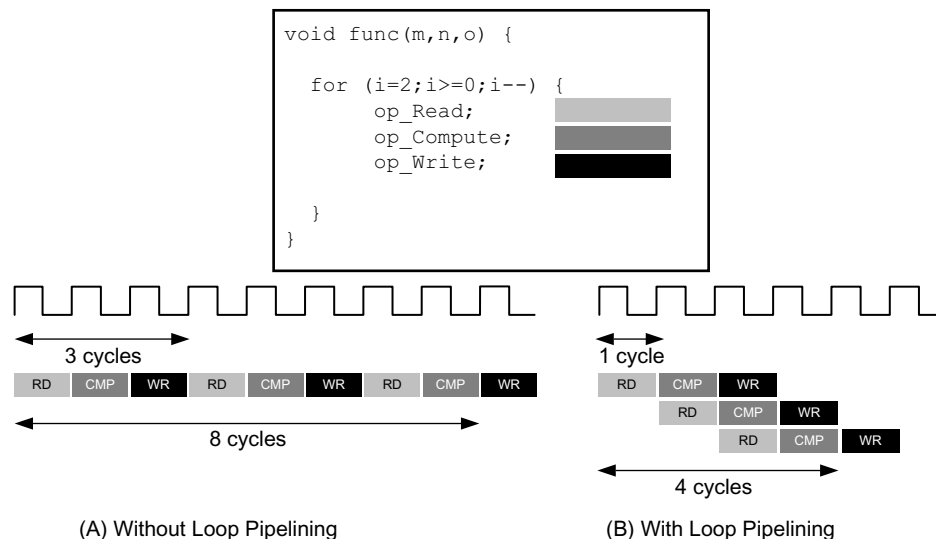 void func(m,n,o) {
for (i=2;i>=0;i--) {
op_Read;
op_Compute;
op_Write;
}
}
3 cycles
RD CMP WR RD CMP WR RD CMP WR
8 cycles
(A) Without Loop Pipelining
1 cycle
RD CMP WR
RD CMP WR
RD CMP WR
4 cycles
(B) With Loop Pipelining